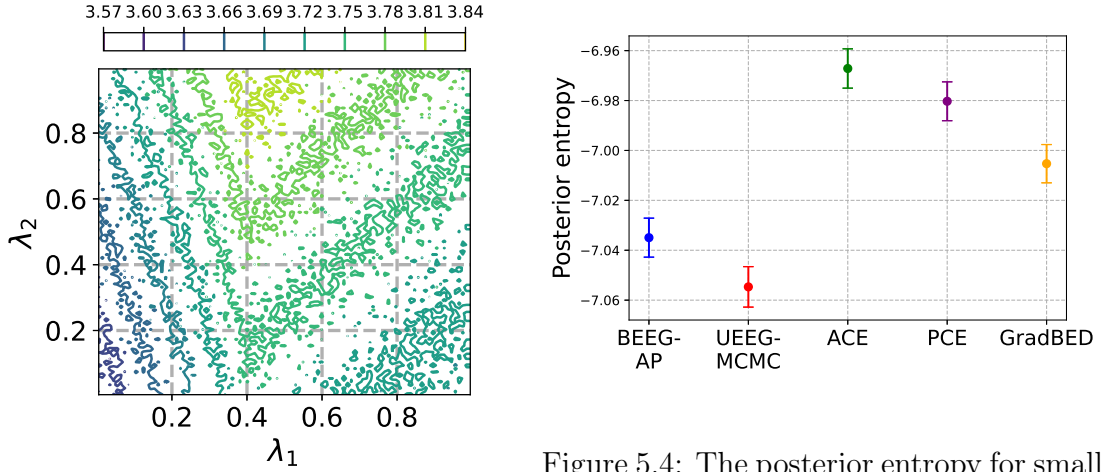 3.57 3.60 3.63 3.66 3.69 3.72 3.75 3.78 3.81 3.84
0.8
0.6
0.4
0.2
λ2
0.2 0.4 0.6 0.8
λ1
Posterior entropy
−6.96
−6.98
−7.00
−7.02
−7.04
−7.06
BEEG-
AP
UEEG-
MCMC
ACE
PCE
GradBED
Figure 5.4: The posterior entropy for small